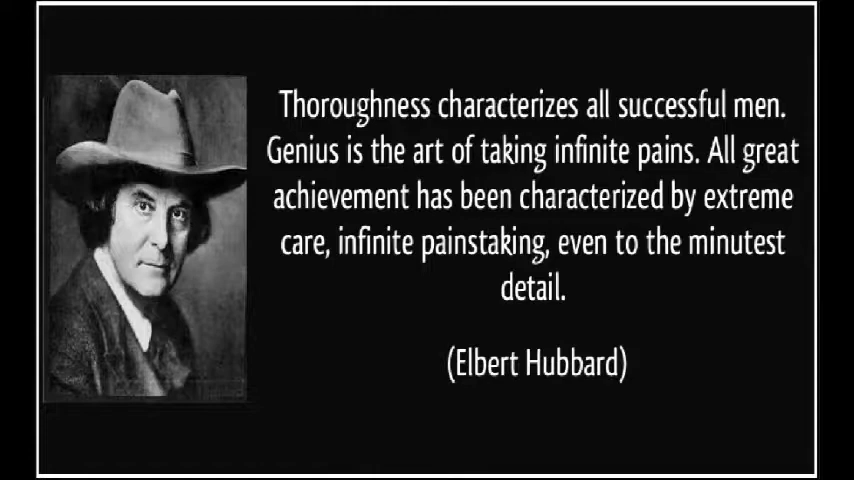 Thoroughness characterizes all successful men.
Genius is the art of taking infinite pains. All great
achievement has been characterized by extreme
care, infinite painstaking, even to the minutest
detail.
(Elbert Hubbard)